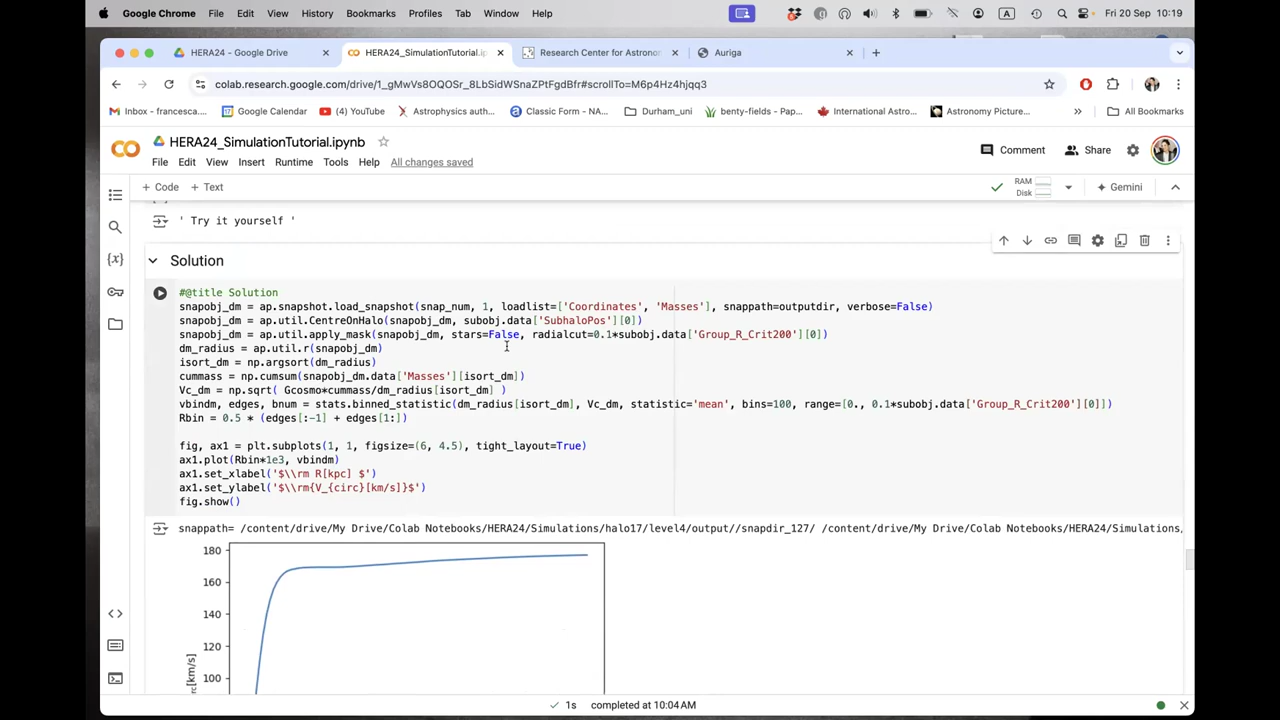 Google Chrome File Edit View History Bookmarks Profiles Tab Window Help A Fri 20 Sep 10:19
HERA24 - Google Drive HERA24_SimulationTutorial.ip Research Center for Astronom Auriga
colab.research.google.com/drive/1_gMwVs8OQOSr_8LbSidWSnaZPtFgdBfr#scrollTo=M6p4Hz4hjqq3
Inbox - francesca.... Google Calendar (4) YouTube Astrophysics auth... Classic Form - NA... Durham_uni benty-fields - Pap... International Astro... Astronomy Picture... » All Bookmarks
HERA24_SimulationTutorial.ipynb
File Edit View Insert Runtime Tools Help All changes saved
Comment Share
+ Code + Text
RAM
Disk
Gemini
' Try it yourself '
Solution
#@title Solution
snapobj_dm = ap.snapshot.load_snapshot(snap_num, 1, loadlist=['Coordinates', 'Masses'], snappath=outputdir, verbose=False)
snapobj_dm = ap.util.CentreOnHalo(snapobj_dm, subobj.data['SubhaloPos'][0])
snapobj_dm = ap.util.apply_mask(snapobj_dm, stars=False, radialcut=0.1*subobj.data['Group_R_Crit200'][0])
dm_radius = ap.util.r(snapobj_dm)
isort_dm = np.argsort(dm_radius)
cummass = np.cumsum(snapobj_dm.data['Masses'][isort_dm])
Vc_dm = np.sqrt( Gcosmo*cummass/dm_radius[isort_dm] )
vbindm, edges, bnum = stats.binned_statistic(dm_radius[isort_dm], Vc_dm, statistic='mean', bins=100, range=[0., 0.1*subobj.data['Group_R_Crit200'][0]])
Rbin = 0.5 * (edges[:-1] + edges[1:])
fig, ax1 = plt.subplots(1, 1, figsize=(6, 4.5), tight_layout=True)
ax1.plot(Rbin*1e3, vbindm)
ax1.set_xlabel('$\\rm R[kpc] $')
ax1.set_ylabel('$\\rm{V_{circ}[km/s]}$')
fig.show()
snappath= /content/drive/My Drive/Colab Notebooks/HERA24/Simulations/halo17/level4/output//snapdir_127/ /content/drive/My Drive/Colab Notebooks/HERA24/Simulations,
180
160
140
120
100
[km/s]
1s completed at 10:04 AM